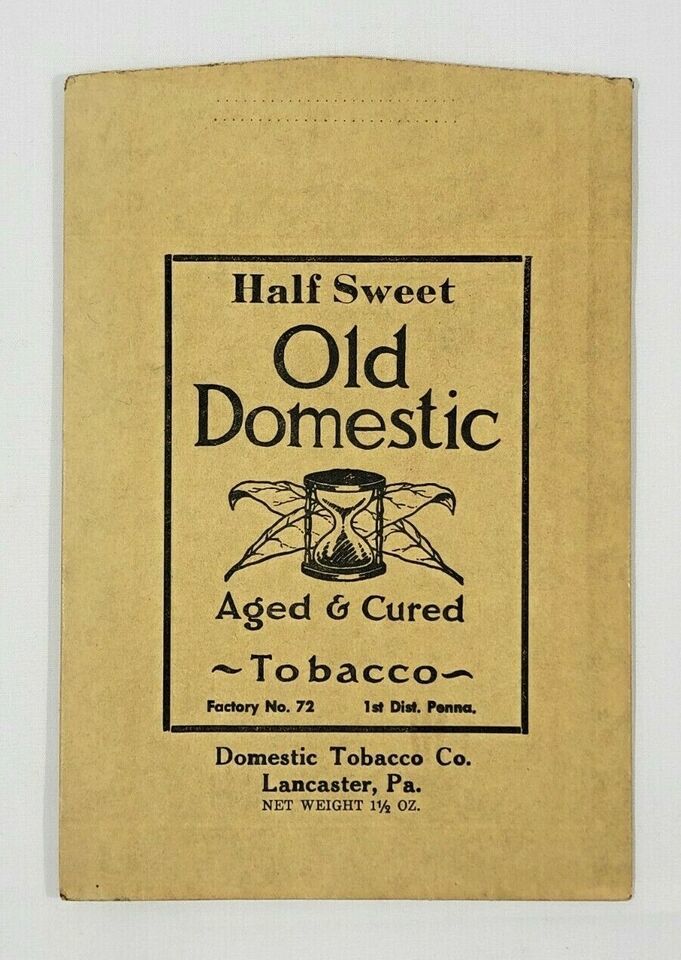 Half Sweet
Old
Domestic
Aged & Cured
~Tobacco~
Factory No. 72 1st Dist. Penna.
Domestic Tobacco Co.
Lancaster, Pa.
NET WEIGHT 1½ OZ.